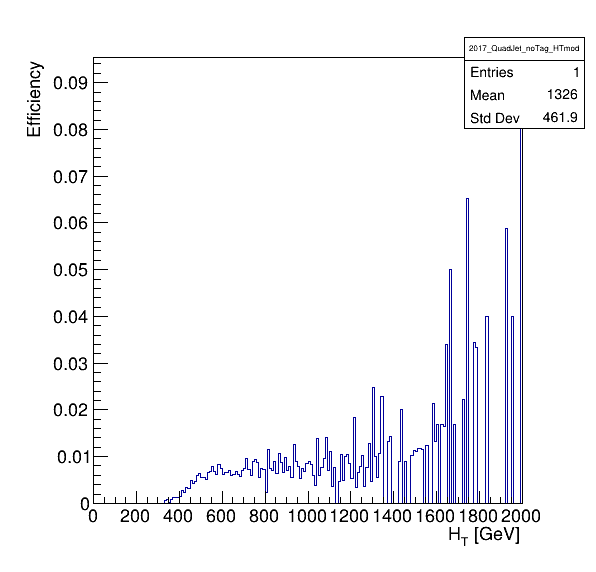 2017_QuadJet_noTag_HTmod
Entries 1
Mean 1326
Std Dev 461.9
Efficiency
0.09
0.08
0.07
0.06
0.05
0.04
0.03
0.02
0.01
0
0 200 400 600 800 1000 1200 1400 1600 1800 2000
H_T [GeV]